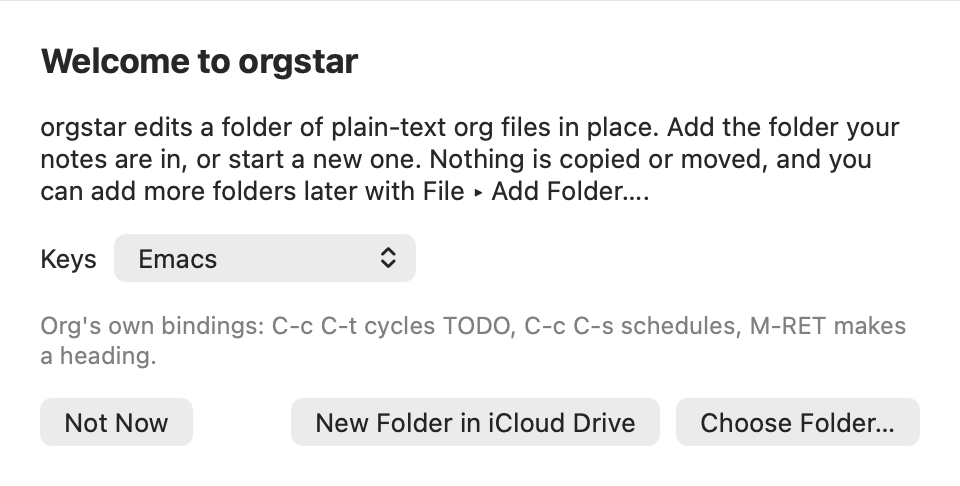 Welcome to orgstar
orgstar edits a folder of plain-text org files in place. Add the folder your
notes are in, or start a new one. Nothing is copied or moved, and you
can add more folders later with File ▸ Add Folder….
Keys Emacs
Org's own bindings: C-c C-t cycles TODO, C-c C-s schedules, M-RET makes
a heading.
Not Now New Folder in iCloud Drive Choose Folder...